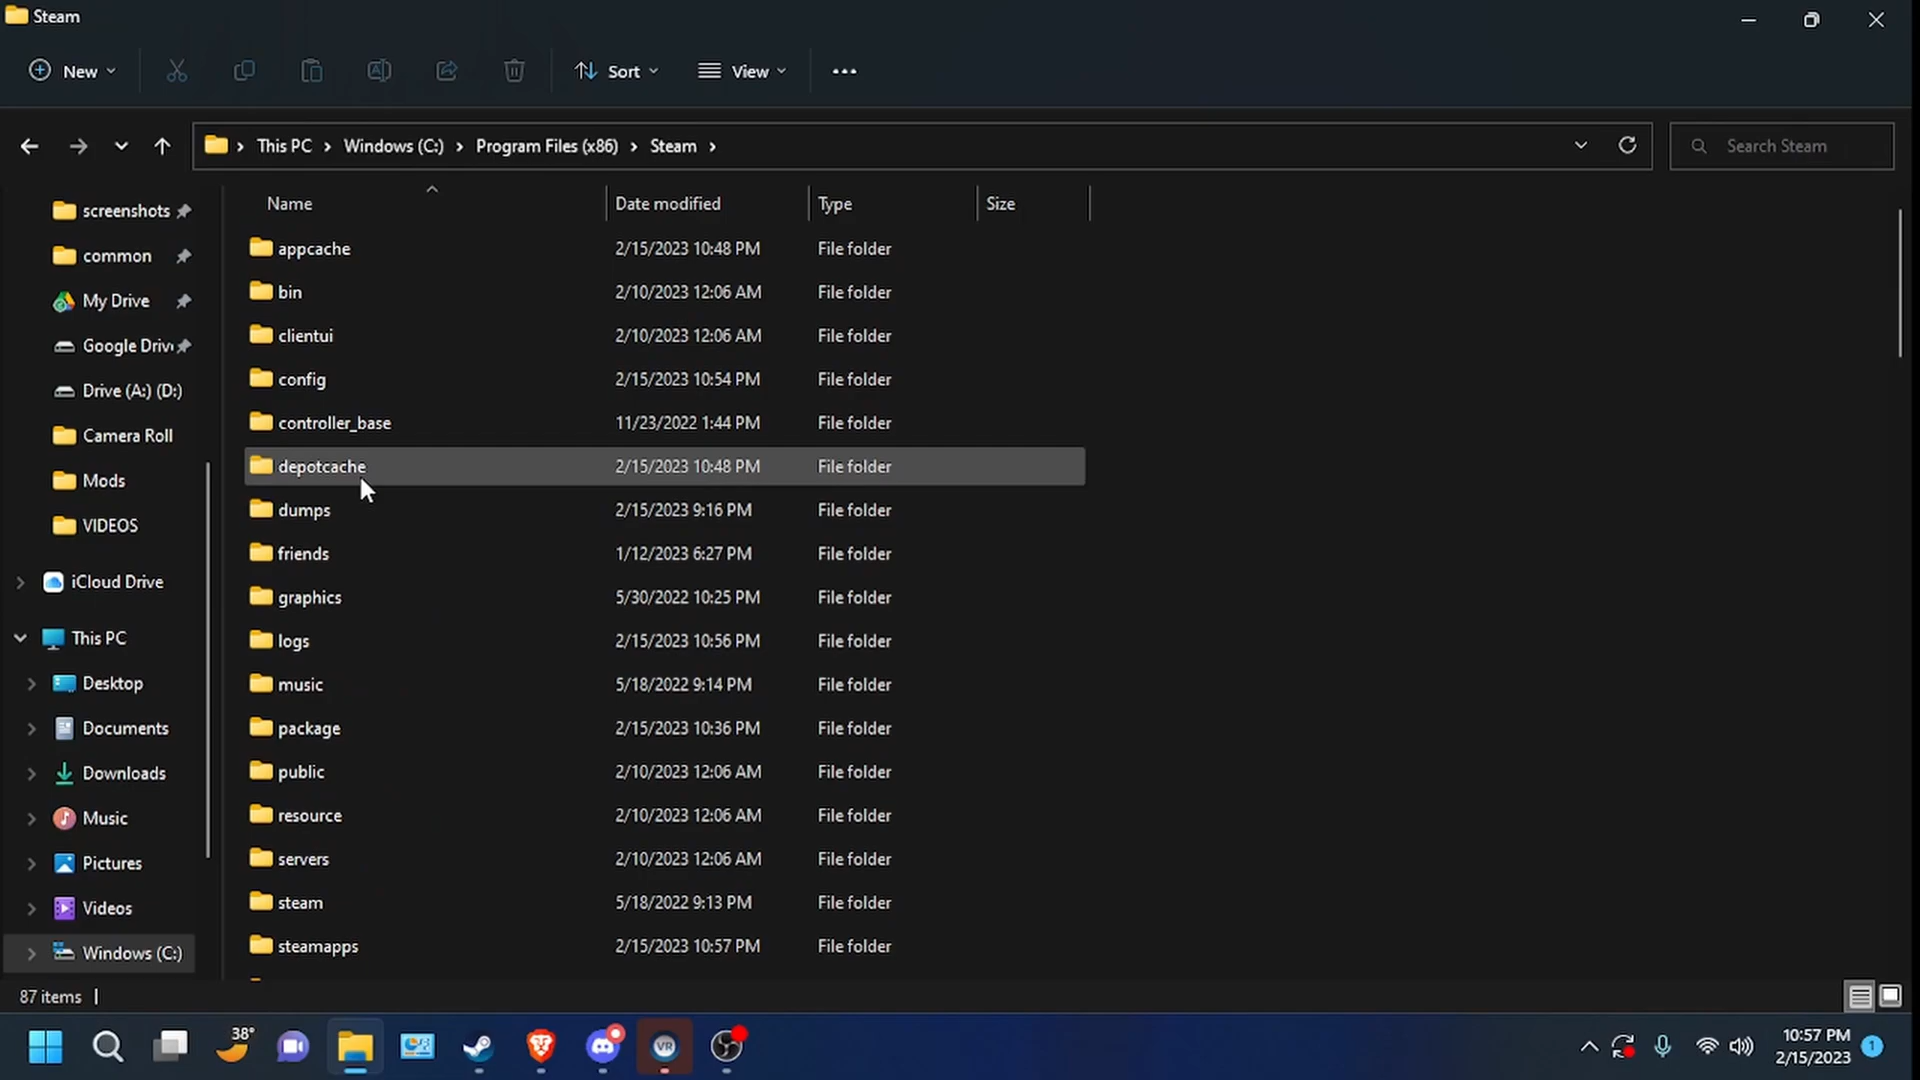 Steam
New
Sort
View
This PC
Windows (C:)
Program Files (x86)
Steam
Search Steam
screenshots
common
My Drive
Google Driv
Drive (A:) (D:)
Camera Roll
Mods
VIDEOS
iCloud Drive
This PC
Desktop
Documents
Downloads
Music
Pictures
Videos
Windows (C:)
Name Date modified Type Size
appcache 2/15/2023 10:48 PM File folder
bin 2/10/2023 12:06 AM File folder
clientui 2/10/2023 12:06 AM File folder
config 2/15/2023 10:54 PM File folder
controller_base 11/23/2022 1:44 PM File folder
depotcache 2/15/2023 10:48 PM File folder
dumps 2/15/2023 9:16 PM File folder
friends 1/12/2023 6:27 PM File folder
graphics 5/30/2022 10:25 PM File folder
logs 2/15/2023 10:56 PM File folder
music 5/18/2022 9:14 PM File folder
package 2/15/2023 10:36 PM File folder
public 2/10/2023 12:06 AM File folder
resource 2/10/2023 12:06 AM File folder
servers 2/10/2023 12:06 AM File folder
steam 5/18/2022 9:13 PM File folder
steamapps 2/15/2023 10:57 PM File folder
87 items
38°
VR
10:57 PM
2/15/2023
1